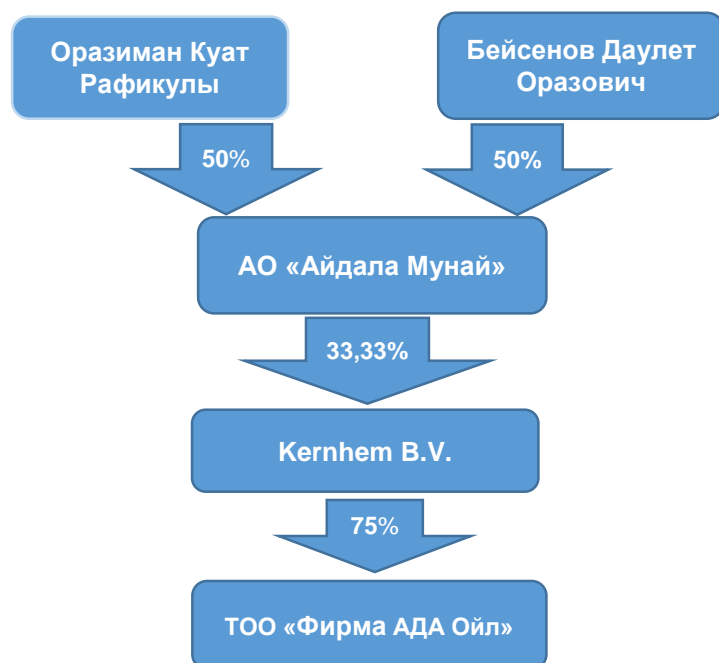 Оразиман Куат
Рафикулы
Бейсенов Даулет
Оразович
50%
50%
АО «Айдала Мунай»
33,33%
Kernhem B.V.
75%
ТОО «Фирма АДА Ойл»